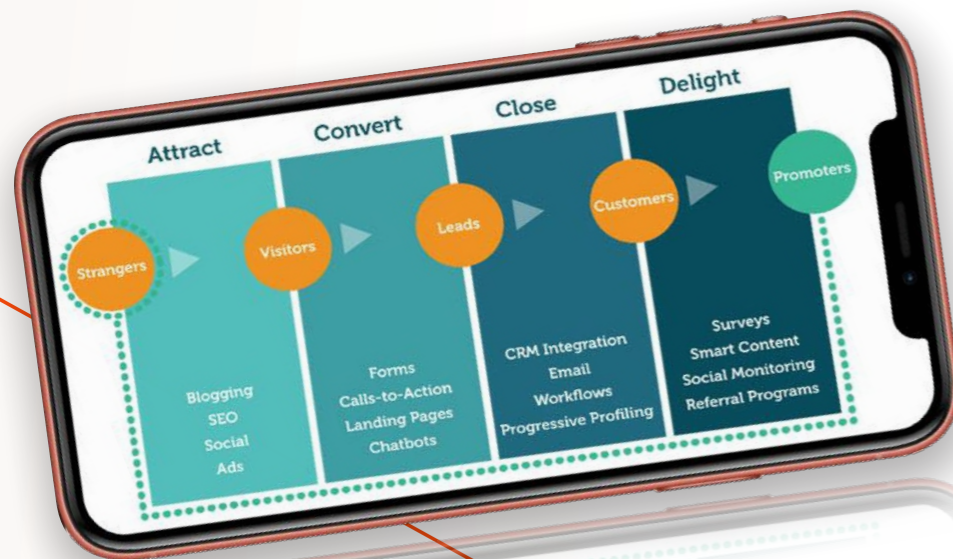 Attract
Convert
Close
Delight
Strangers
Visitors
Leads
Customers
Promoters
Blogging
SEO
Social
Ads
Forms
Calls-to-Action
Landing Pages
Chatbots
CRM Integration
Email
Workflows
Progressive Profiling
Surveys
Smart Content
Social Monitoring
Referral Programs